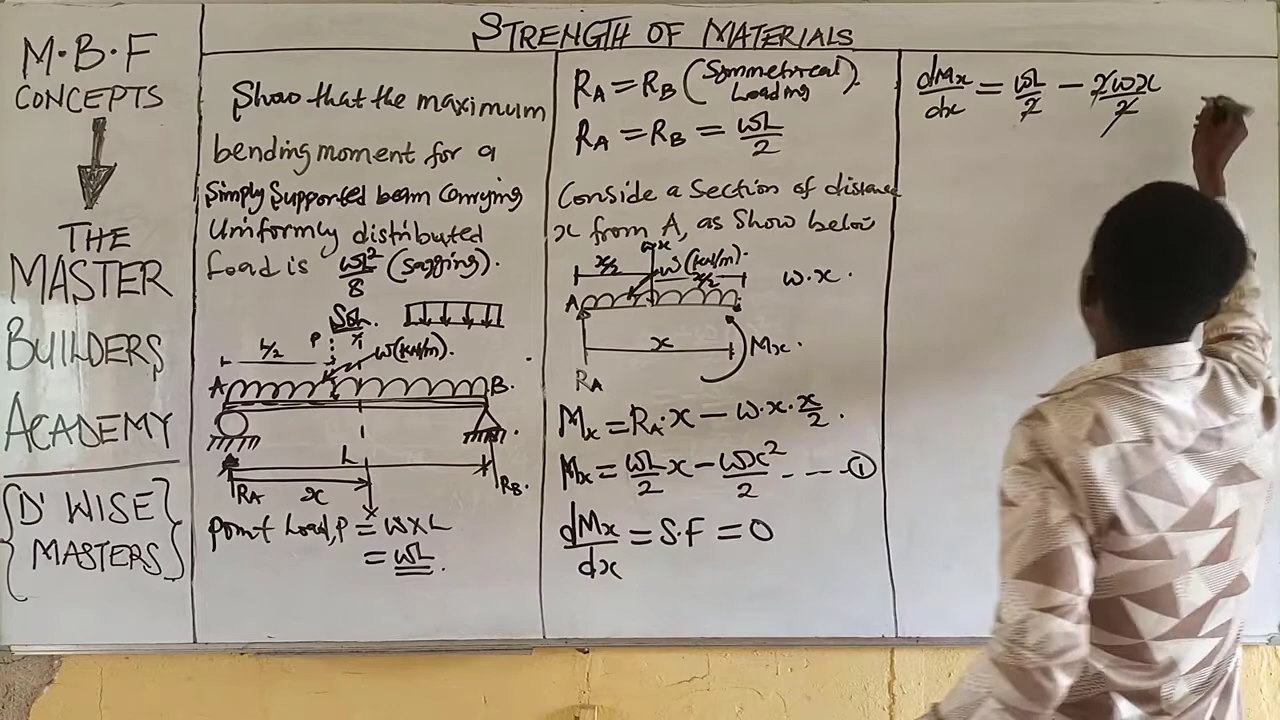 STRENGTH OF MATERIALS
M.B.F
CONCEPTS
THE
MASTER
BUILDERS
ACADEMY
D' WISE
MASTERS
Show that the maximum
bending moment for a
Simply Supported beam Carrying
Uniformly distributed
Load is wL²/8 (Sagging).
Soln.
P x
L/2 w(kN/m).
A B.
L
RA x RB.
Point Load, P = w x L
= wL.
RA = RB (Symmetrical Loading).
RA = RB = wL/2
Conside a Section of distance
x from A, as Show below
w.x
x/2 w(kN/m) x/2 w.x.
A
x Mx.
RA
Mx = RA.x − w.x.x/2.
Mx = wL/2 x − wx²/2 - - - ①
dMx/dx = S.F = 0
dMx/dx = wL/2 − 2wx/2